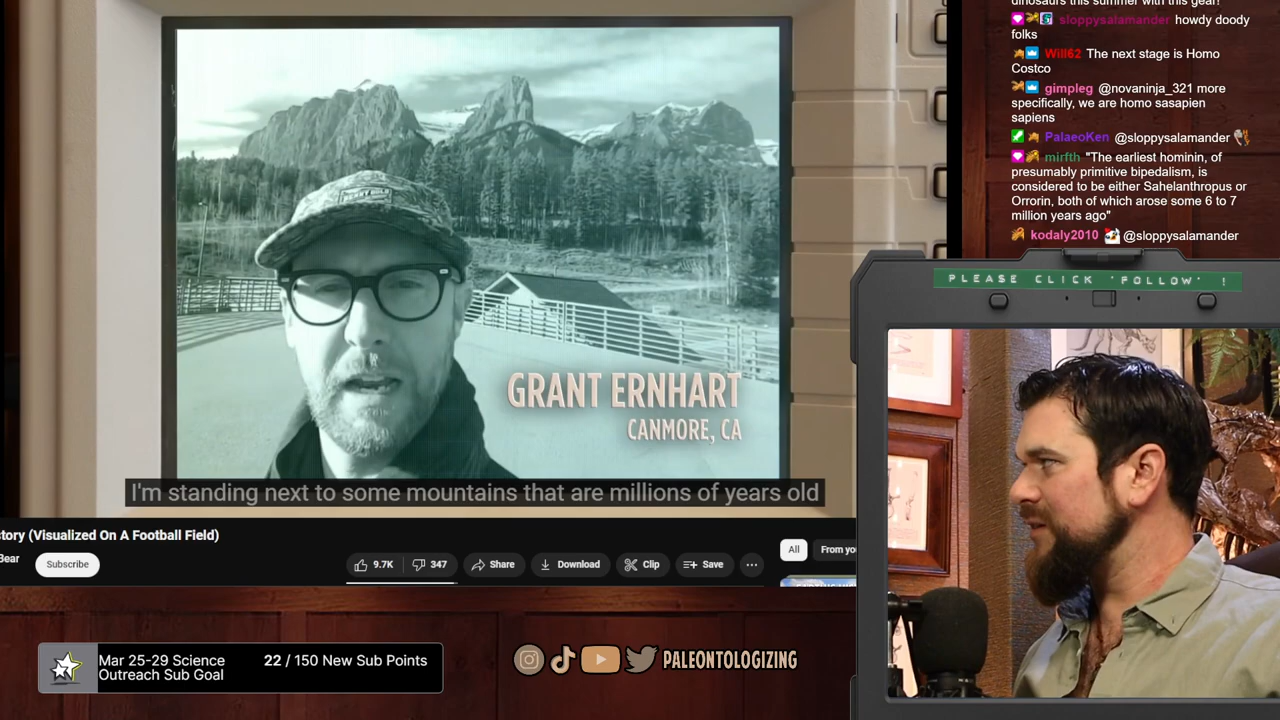 GRANT ERNHART
CANMORE, CA
I'm standing next to some mountains that are millions of years old
story (Visualized On A Football Field)
Bear
Subscribe
9.7K
347
Share
Download
Clip
Save
All
From you
Mar 25-29 Science
Outreach Sub Goal
22 / 150 New Sub Points
PALEONTOLOGIZING
dinosaurs this summer with this gear!
sloppysalamander howdy doody
folks
Will62 The next stage is Homo
Costco
gimpleg @novaninja_321 more
specifically, we are homo sasapien
sapiens
PalaeoKen @sloppysalamander
mirfth "The earliest hominin, of
presumably primitive bipedalism, is
considered to be either Sahelanthropus or
Orrorin, both of which arose some 6 to 7
million years ago"
kodaly2010 @sloppysalamander
PLEASE CLICK "FOLLOW" !